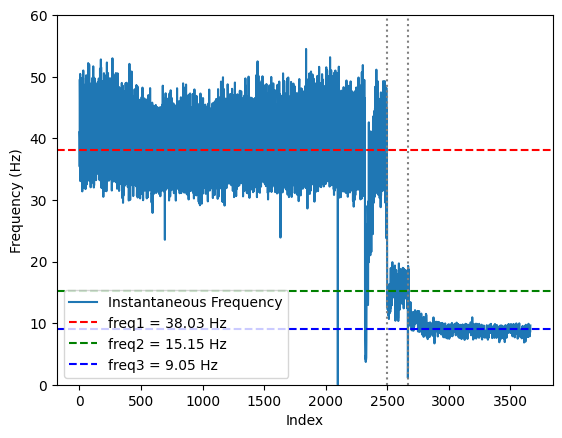 60
50
40
30
20
10
0
Frequency (Hz)
Instantaneous Frequency
freq1 = 38.03 Hz
freq2 = 15.15 Hz
freq3 = 9.05 Hz
0 500 1000 1500 2000 2500 3000 3500
Index